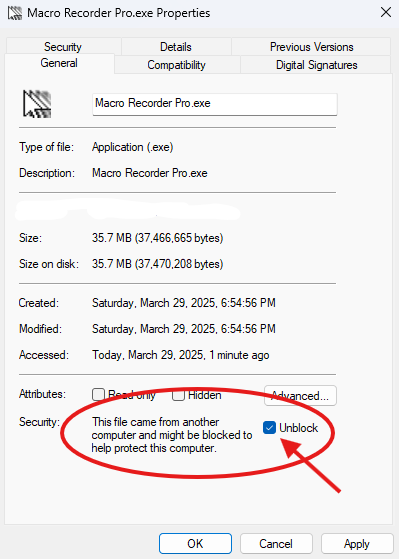 Macro Recorder Pro.exe Properties
Security Details Previous Versions
General Compatibility Digital Signatures
Macro Recorder Pro.exe
Type of file: Application (.exe)
Description: Macro Recorder Pro.exe
Size: 35.7 MB (37,466,665 bytes)
Size on disk: 35.7 MB (37,470,208 bytes)
Created: Saturday, March 29, 2025, 6:54:56 PM
Modified: Saturday, March 29, 2025, 6:54:56 PM
Accessed: Today, March 29, 2025, 1 minute ago
Attributes: Read-only Hidden Advanced...
Security: This file came from another
computer and might be blocked to
help protect this computer.
Unblock
OK Cancel Apply